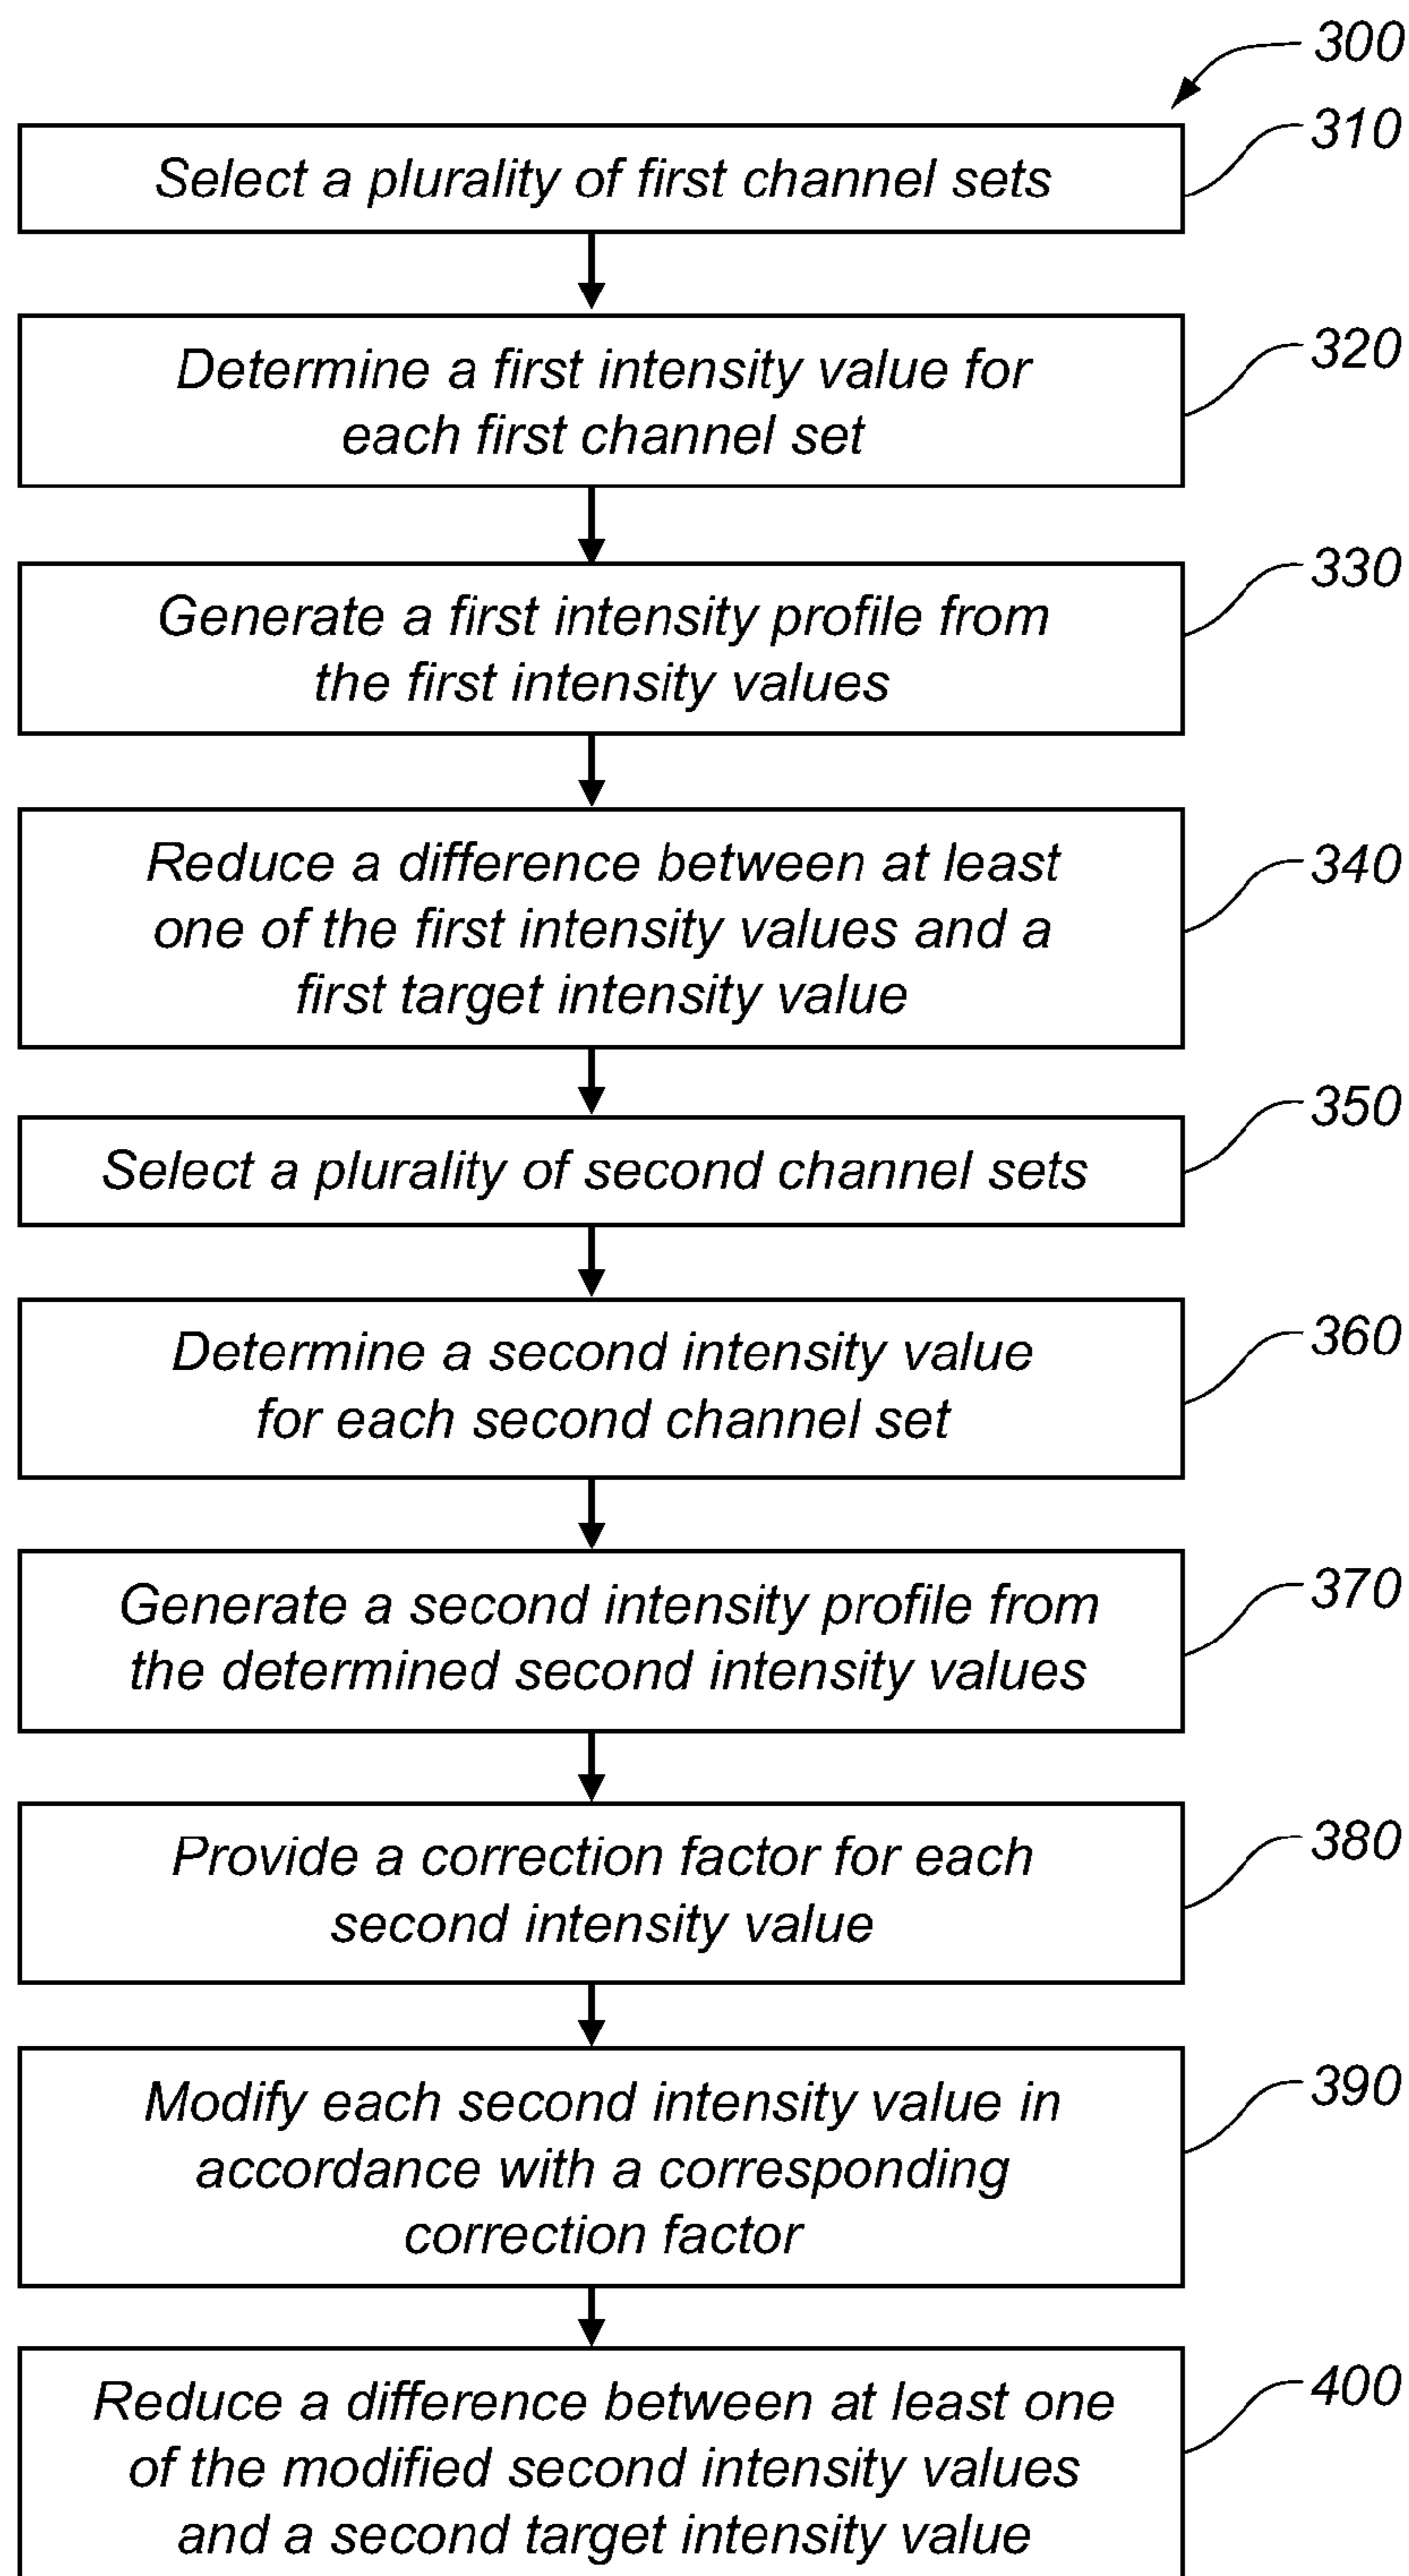 300
310
Select a plurality of first channel sets
320
Determine a first intensity value for
each first channel set
330
Generate a first intensity profile from
the first intensity values
340
Reduce a difference between at least
one of the first intensity values and a
first target intensity value
350
Select a plurality of second channel sets
360
Determine a second intensity value
for each second channel set
370
Generate a second intensity profile from
the determined second intensity values
380
Provide a correction factor for each
second intensity value
390
Modify each second intensity value in
accordance with a corresponding
correction factor
400
Reduce a difference between at least one
of the modified second intensity values
and a second target intensity value